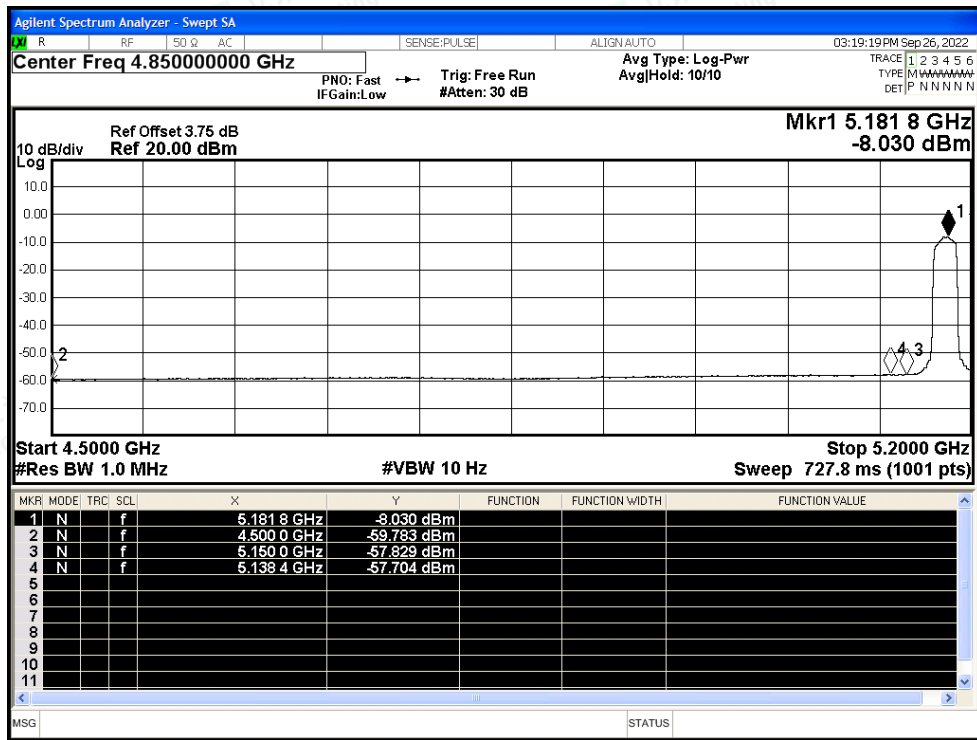 Agilent Spectrum Analyzer - Swept SA
LXI R RF 50 Ω AC SENSE:PULSE ALIGN AUTO 03:19:19 PM Sep 26, 2022
Center Freq 4.850000000 GHz
PNO: Fast
IFGain:Low
Trig: Free Run
#Atten: 30 dB
Avg Type: Log-Pwr
Avg|Hold: 10/10
TRACE 1 2 3 4 5 6
TYPE M WWWWW
DET P N N N N N
Mkr1 5.181 8 GHz
-8.030 dBm
Ref Offset 3.75 dB
10 dB/div Ref 20.00 dBm
Log
10.0
0.00
-10.0
-20.0
-30.0
-40.0
-50.0
-60.0
-70.0
1
2
4 3
Start 4.5000 GHz Stop 5.2000 GHz
#Res BW 1.0 MHz #VBW 10 Hz Sweep 727.8 ms (1001 pts)
MKR MODE TRC SCL X Y FUNCTION FUNCTION WIDTH FUNCTION VALUE
1 N f 5.181 8 GHz -8.030 dBm
2 N f 4.500 0 GHz -59.783 dBm
3 N f 5.150 0 GHz -57.829 dBm
4 N f 5.138 4 GHz -57.704 dBm
5
6
7
8
9
10
11
MSG STATUS